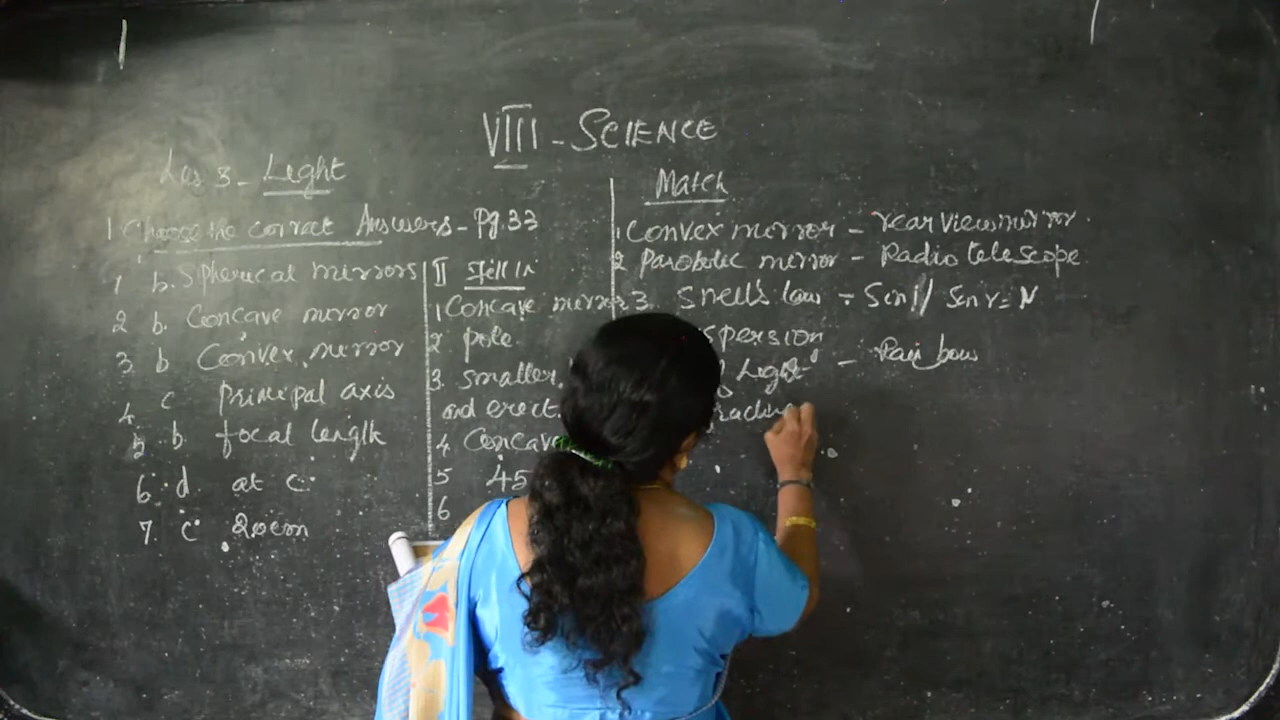 VIII - SCIENCE
Les 3 - Light
1 Choose the correct Answers - Pg. 33
1 b. Spherical mirrors
2 b. Concave mirror
3 b Convex mirror
4 c Principal axis
5 b focal length
6 d at C
7. c 20cm
II Fill in
1 Concave mirror
2 pole
3. smaller,
and erect.
4 Concave
5 45
6
Match
1. Convex mirror - rear view mirror
2 Parabolic mirror - Radio telescope
3. Snell's law - Sin i / Sin r = N
Light - Rainbow